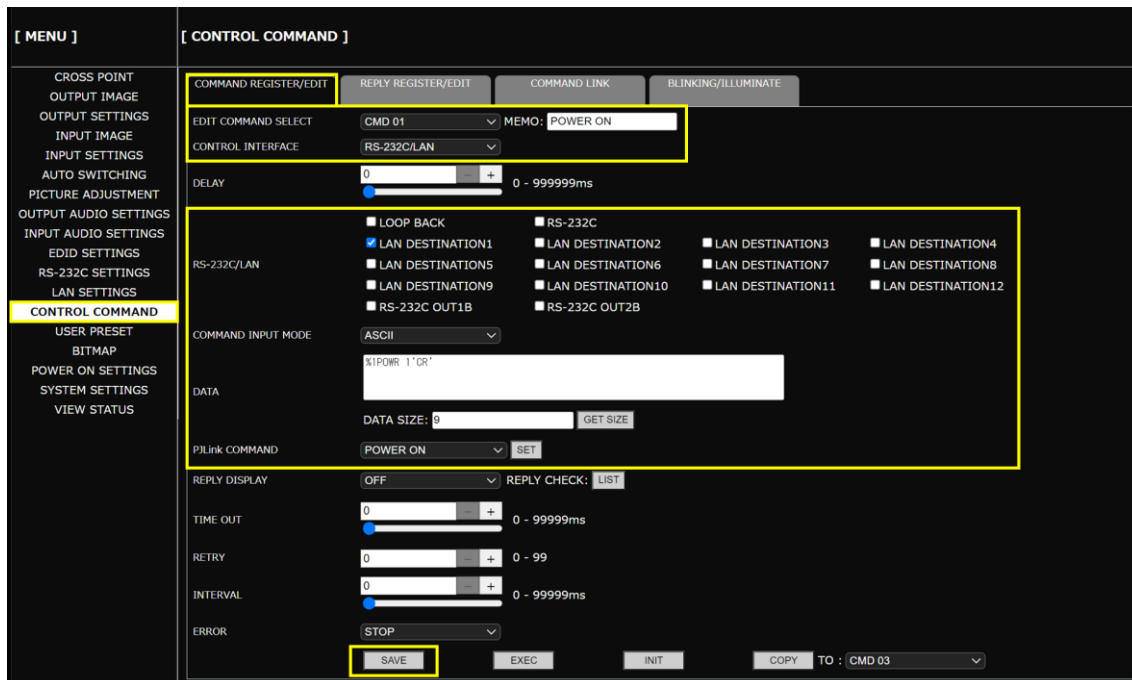 [ MENU ]
[ CONTROL COMMAND ]
CROSS POINT
OUTPUT IMAGE
OUTPUT SETTINGS
INPUT IMAGE
INPUT SETTINGS
AUTO SWITCHING
PICTURE ADJUSTMENT
OUTPUT AUDIO SETTINGS
INPUT AUDIO SETTINGS
EDID SETTINGS
RS-232C SETTINGS
LAN SETTINGS
CONTROL COMMAND
USER PRESET
BITMAP
POWER ON SETTINGS
SYSTEM SETTINGS
VIEW STATUS
COMMAND REGISTER/EDIT REPLY REGISTER/EDIT COMMAND LINK BLINKING/ILLUMINATE
EDIT COMMAND SELECT CMD 01 MEMO: POWER ON
CONTROL INTERFACE RS-232C/LAN
DELAY 0 - + 0 - 999999ms
RS-232C/LAN
LOOP BACK RS-232C
LAN DESTINATION1 LAN DESTINATION2 LAN DESTINATION3 LAN DESTINATION4
LAN DESTINATION5 LAN DESTINATION6 LAN DESTINATION7 LAN DESTINATION8
LAN DESTINATION9 LAN DESTINATION10 LAN DESTINATION11 LAN DESTINATION12
RS-232C OUT1B RS-232C OUT2B
COMMAND INPUT MODE ASCII
DATA
%1POWR 1'CR'
DATA SIZE: 9 GET SIZE
PJLink COMMAND POWER ON SET
REPLY DISPLAY OFF REPLY CHECK: LIST
TIME OUT 0 - + 0 - 99999ms
RETRY 0 - + 0 - 99
INTERVAL 0 - + 0 - 99999ms
ERROR STOP
SAVE EXEC INIT COPY TO : CMD 03